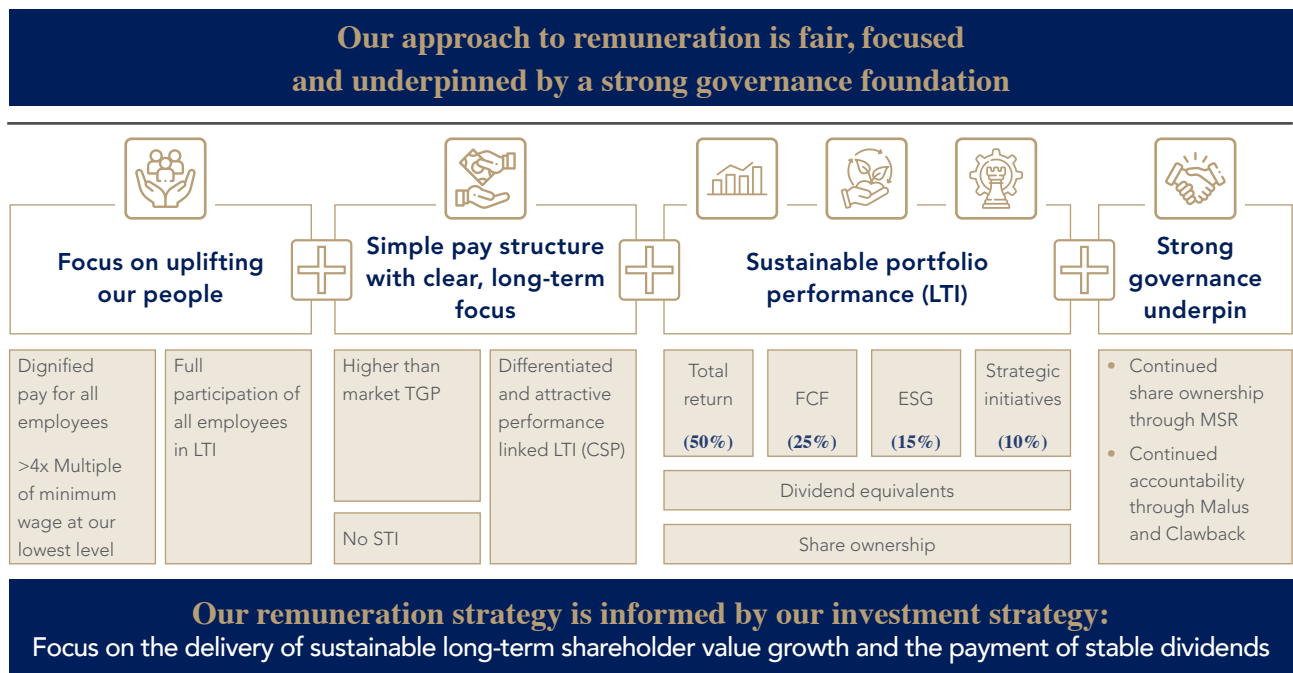 Our approach to remuneration is fair, focused
and underpinned by a strong governance foundation
Focus on uplifting
our people
Simple pay structure
with clear, long-term
focus
Sustainable portfolio
performance (LTI)
Strong
governance
underpin
Dignified
pay for all
employees
>4x Multiple
of minimum
wage at our
lowest level
Full
participation of
all employees
in LTI
Higher than
market TGP
No STI
Differentiated
and attractive
performance
linked LTI (CSP)
Total
return
(50%)
FCF
(25%)
ESG
(15%)
Strategic
initiatives
(10%)
Dividend equivalents
Share ownership
• Continued
share ownership
through MSR
• Continued
accountability
through Malus
and Clawback
Our remuneration strategy is informed by our investment strategy:
Focus on the delivery of sustainable long-term shareholder value growth and the payment of stable dividends